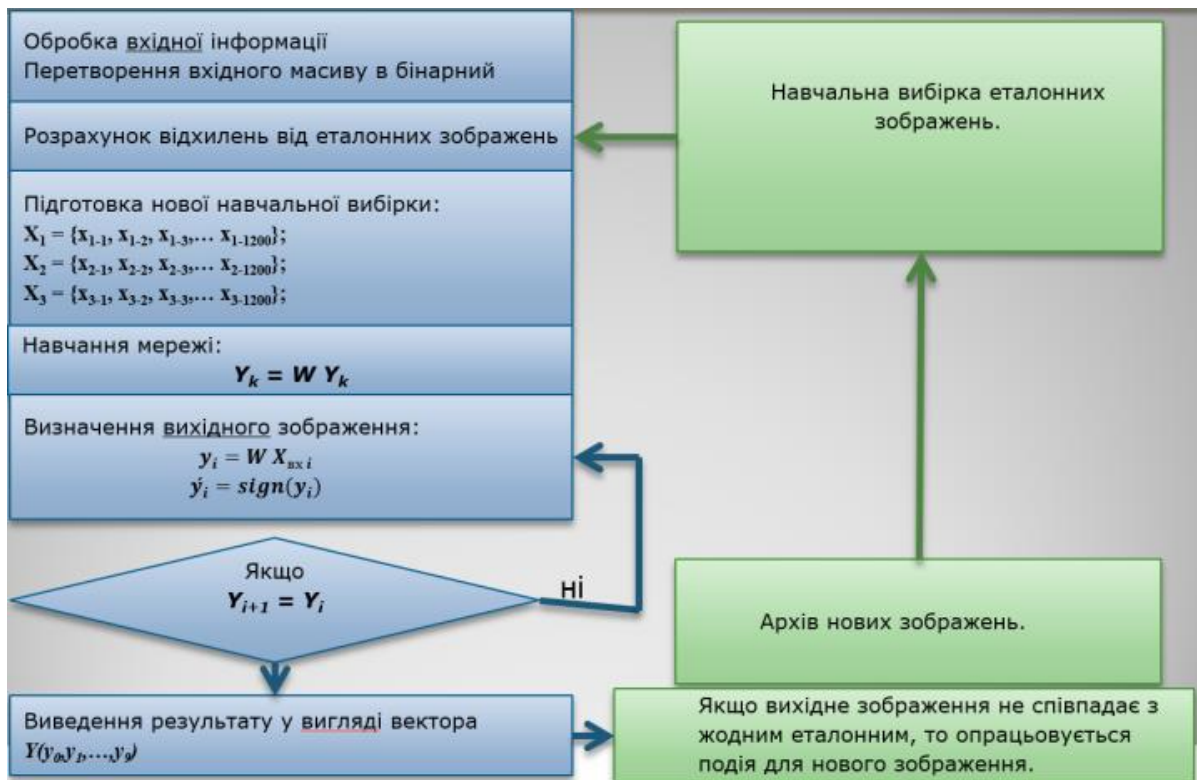 Обробка вхідної інформації
Перетворення вхідного масиву в бінарний
Розрахунок відхилень від еталонних зображень
Підготовка нової навчальної вибірки:
X₁ = {x₁₋₁, x₁₋₂, x₁₋₃,… x₁₋₁₂₀₀};
X₂ = {x₂₋₁, x₂₋₂, x₂₋₃,… x₂₋₁₂₀₀};
X₃ = {x₃₋₁, x₃₋₂, x₃₋₃,… x₃₋₁₂₀₀};
Навчання мережі:
Yₖ = W Yₖ
Визначення вихідного зображення:
yᵢ = W Xвх i
ýᵢ = sign(yᵢ)
Якщо
Yᵢ₊₁ = Yᵢ
ні
Виведення результату у вигляді вектора
Y(y₀,y₁,…,y₉)
Навчальна вибірка еталонних
зображень.
Архів нових зображень.
Якщо вихідне зображення не співпадає з
жодним еталонним, то опрацьовується
подія для нового зображення.